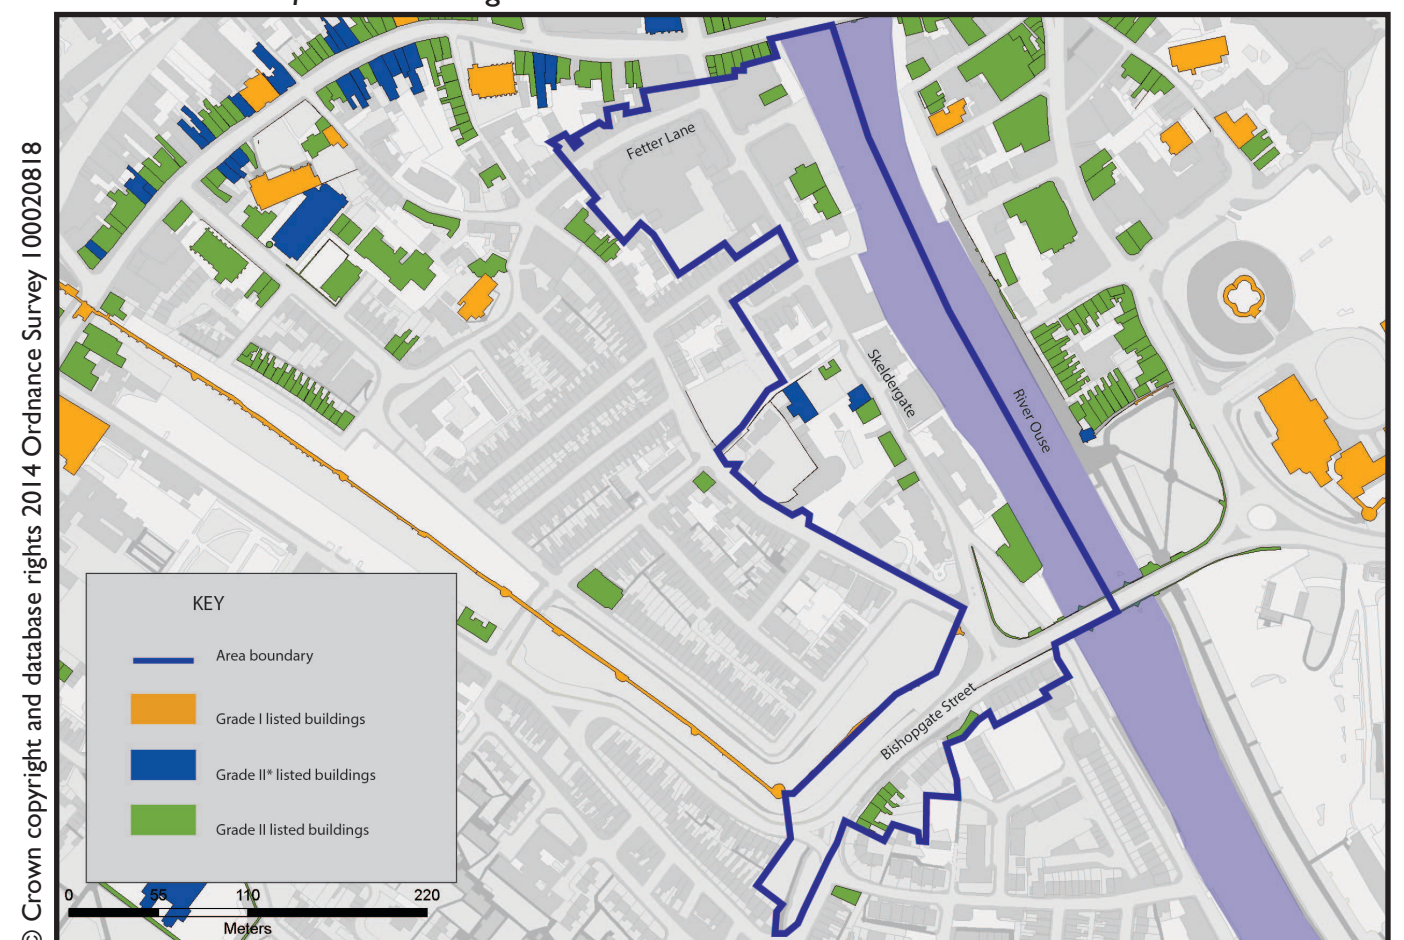 © Crown copyright and database rights 2014 Ordnance Survey 100020818
Fetter Lane
Skeldergate
River Ouse
Bishopgate Street
KEY
Area boundary
Grade I listed buildings
Grade II* listed buildings
Grade II listed buildings
0 55 110 220
Meters